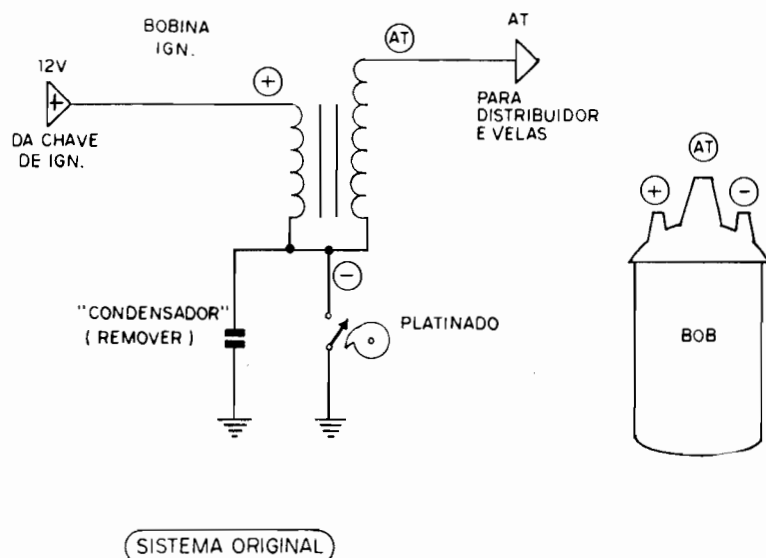 BOBINA
IGN.
AT
AT
12V
+
+
DA CHAVE
DE IGN.
PARA
DISTRIBUIDOR
E VELAS
AT
+
-
-
"CONDENSADOR"
( REMOVER )
PLATINADO
BOB
SISTEMA ORIGINAL